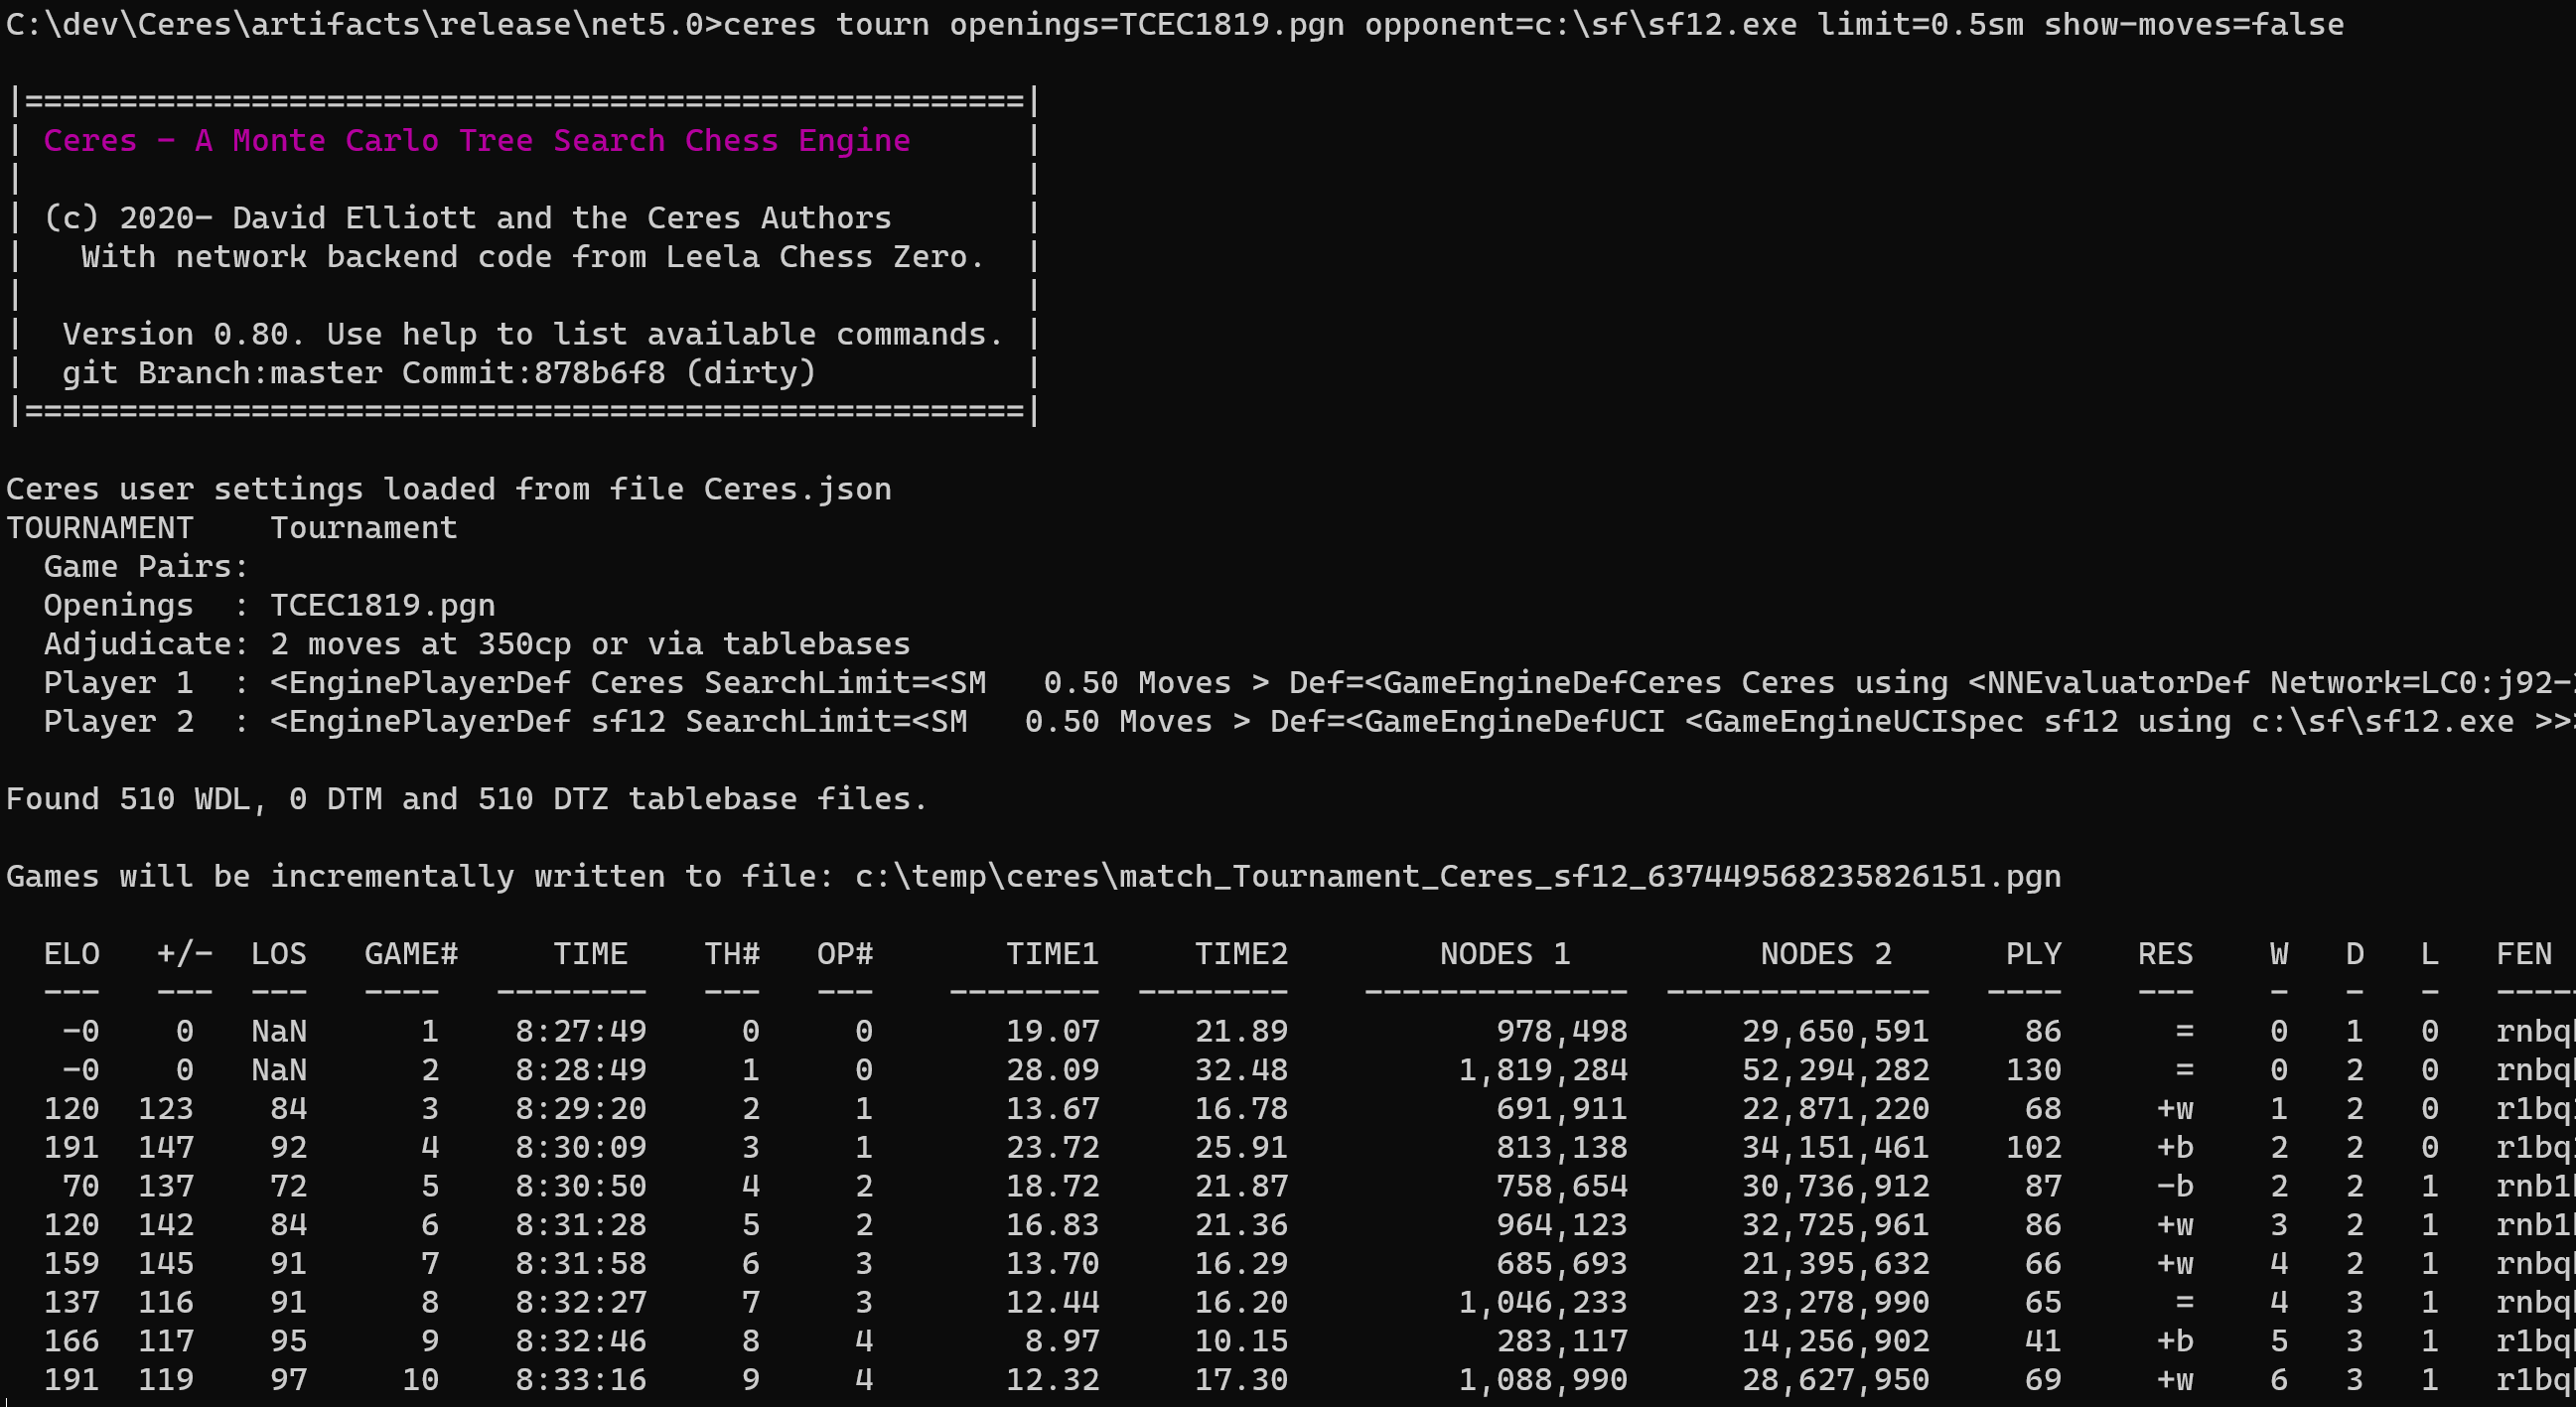 C:\dev\Ceres\artifacts\release\net5.0>ceres tourn openings=TCEC1819.pgn opponent=c:\sf\sf12.exe limit=0.5sm show-moves=false
|=====================================================|
| Ceres - A Monte Carlo Tree Search Chess Engine |
| |
| (c) 2020- David Elliott and the Ceres Authors |
| With network backend code from Leela Chess Zero. |
| |
| Version 0.80. Use help to list available commands. |
| git Branch:master Commit:878b6f8 (dirty) |
|=====================================================|
Ceres user settings loaded from file Ceres.json
TOURNAMENT Tournament
Game Pairs:
Openings : TCEC1819.pgn
Adjudicate: 2 moves at 350cp or via tablebases
Player 1 : <EnginePlayerDef Ceres SearchLimit=<SM 0.50 Moves > Def=<GameEngineDefCeres Ceres using <NNEvaluatorDef Network=LC0:j92-
Player 2 : <EnginePlayerDef sf12 SearchLimit=<SM 0.50 Moves > Def=<GameEngineDefUCI <GameEngineUCISpec sf12 using c:\sf\sf12.exe >>
Found 510 WDL, 0 DTM and 510 DTZ tablebase files.
Games will be incrementally written to file: c:\temp\ceres\match_Tournament_Ceres_sf12_637449568235826151.pgn
ELO +/- LOS GAME# TIME TH# OP# TIME1 TIME2 NODES 1 NODES 2 PLY RES W D L FEN
--- --- --- ---- -------- --- --- -------- -------- -------------- -------------- ---- --- - - - ----
-0 0 NaN 1 8:27:49 0 0 19.07 21.89 978,498 29,650,591 86 = 0 1 0 rnbq
-0 0 NaN 2 8:28:49 1 0 28.09 32.48 1,819,284 52,294,282 130 = 0 2 0 rnbq
120 123 84 3 8:29:20 2 1 13.67 16.78 691,911 22,871,220 68 +w 1 2 0 r1bq
191 147 92 4 8:30:09 3 1 23.72 25.91 813,138 34,151,461 102 +b 2 2 0 r1bq
70 137 72 5 8:30:50 4 2 18.72 21.87 758,654 30,736,912 87 -b 2 2 1 rnb1
120 142 84 6 8:31:28 5 2 16.83 21.36 964,123 32,725,961 86 +w 3 2 1 rnb1
159 145 91 7 8:31:58 6 3 13.70 16.29 685,693 21,395,632 66 +w 4 2 1 rnbq
137 116 91 8 8:32:27 7 3 12.44 16.20 1,046,233 23,278,990 65 = 4 3 1 rnbq
166 117 95 9 8:32:46 8 4 8.97 10.15 283,117 14,256,902 41 +b 5 3 1 r1bq
191 119 97 10 8:33:16 9 4 12.32 17.30 1,088,990 28,627,950 69 +w 6 3 1 r1bq